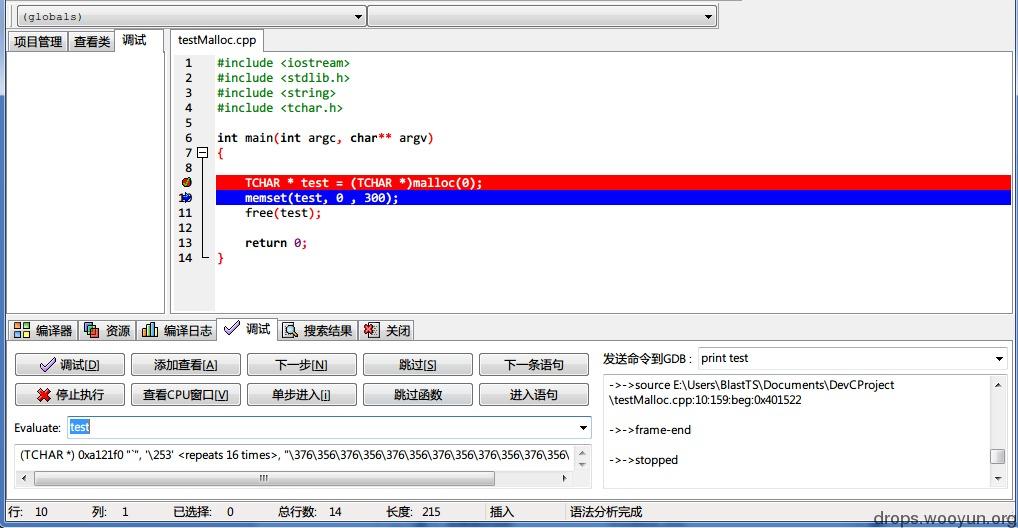 (globals)
项目管理 查看类 调试 testMalloc.cpp
1 #include <iostream>
2 #include <stdlib.h>
3 #include <string>
4 #include <tchar.h>
5
6 int main(int argc, char** argv)
7 {
8
TCHAR * test = (TCHAR *)malloc(0);
10 memset(test, 0 , 300);
11 free(test);
12
13 return 0;
14 }
编译器 资源 编译日志 调试 搜索结果 关闭
调试[D] 添加查看[A] 下一步[N] 跳过[S] 下一条语句
停止执行 查看CPU窗口[V] 单步进入[i] 跳过函数 进入语句
Evaluate: test
(TCHAR *) 0xa121f0 "`", '\253' <repeats 16 times>, "\376\356\376\356\376\356\376\356\376\356\376\356\
发送命令到GDB： print test
->->source E:\Users\BlastTS\Documents\DevCProject
\testMalloc.cpp:10:159:beg:0x401522
->->frame-end
->->stopped
行: 10 列: 1 已选择: 0 总行数: 14 长度: 215 插入 语法分析完成
drops.wooyun.org